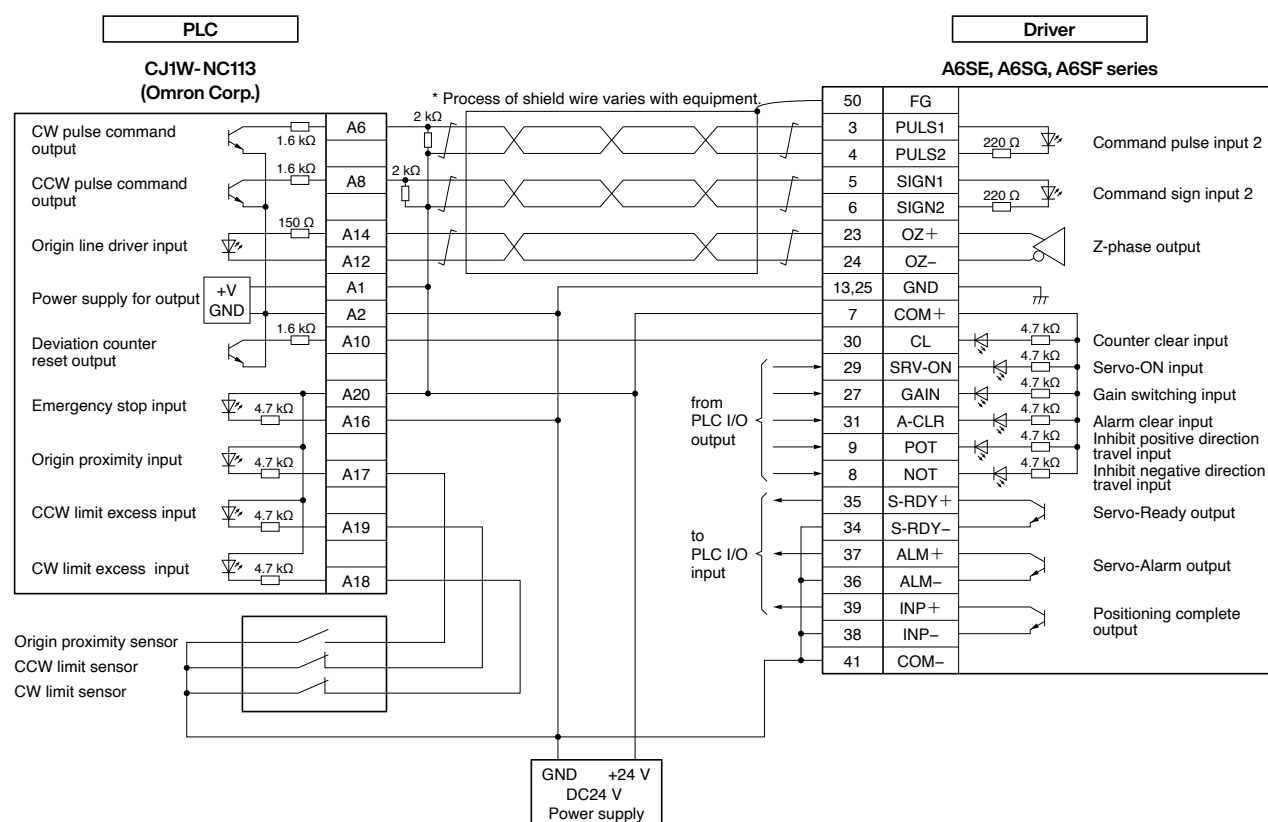 PLC
Driver
CJ1W-NC113
(Omron Corp.)
A6SE, A6SG, A6SF series
* Process of shield wire varies with equipment.
CW pulse command
output
1.6 kΩ
A6
2 kΩ
CCW pulse command
output
1.6 kΩ
A8
2 kΩ
Origin line driver input
150 Ω
A14
A12
Power supply for output
+V
GND
A1
A2
Deviation counter
reset output
1.6 kΩ
A10
A20
Emergency stop input
4.7 kΩ
A16
Origin proximity input
4.7 kΩ
A17
CCW limit excess input
4.7 kΩ
A19
CW limit excess input
4.7 kΩ
A18
Origin proximity sensor
CCW limit sensor
CW limit sensor
50 FG
3 PULS1
4 PULS2
220 Ω
Command pulse input 2
5 SIGN1
6 SIGN2
220 Ω
Command sign input 2
23 OZ+
24 OZ−
Z-phase output
13,25 GND
7 COM+
30 CL
4.7 kΩ
Counter clear input
29 SRV-ON
4.7 kΩ
Servo-ON input
27 GAIN
4.7 kΩ
Gain switching input
31 A-CLR
4.7 kΩ
Alarm clear input
9 POT
4.7 kΩ
Inhibit positive direction
travel input
8 NOT
4.7 kΩ
Inhibit negative direction
travel input
from
PLC I/O
output
35 S-RDY+
34 S-RDY−
Servo-Ready output
37 ALM+
36 ALM−
Servo-Alarm output
39 INP+
38 INP−
Positioning complete
output
41 COM−
to
PLC I/O
input
GND +24 V
DC24 V
Power supply